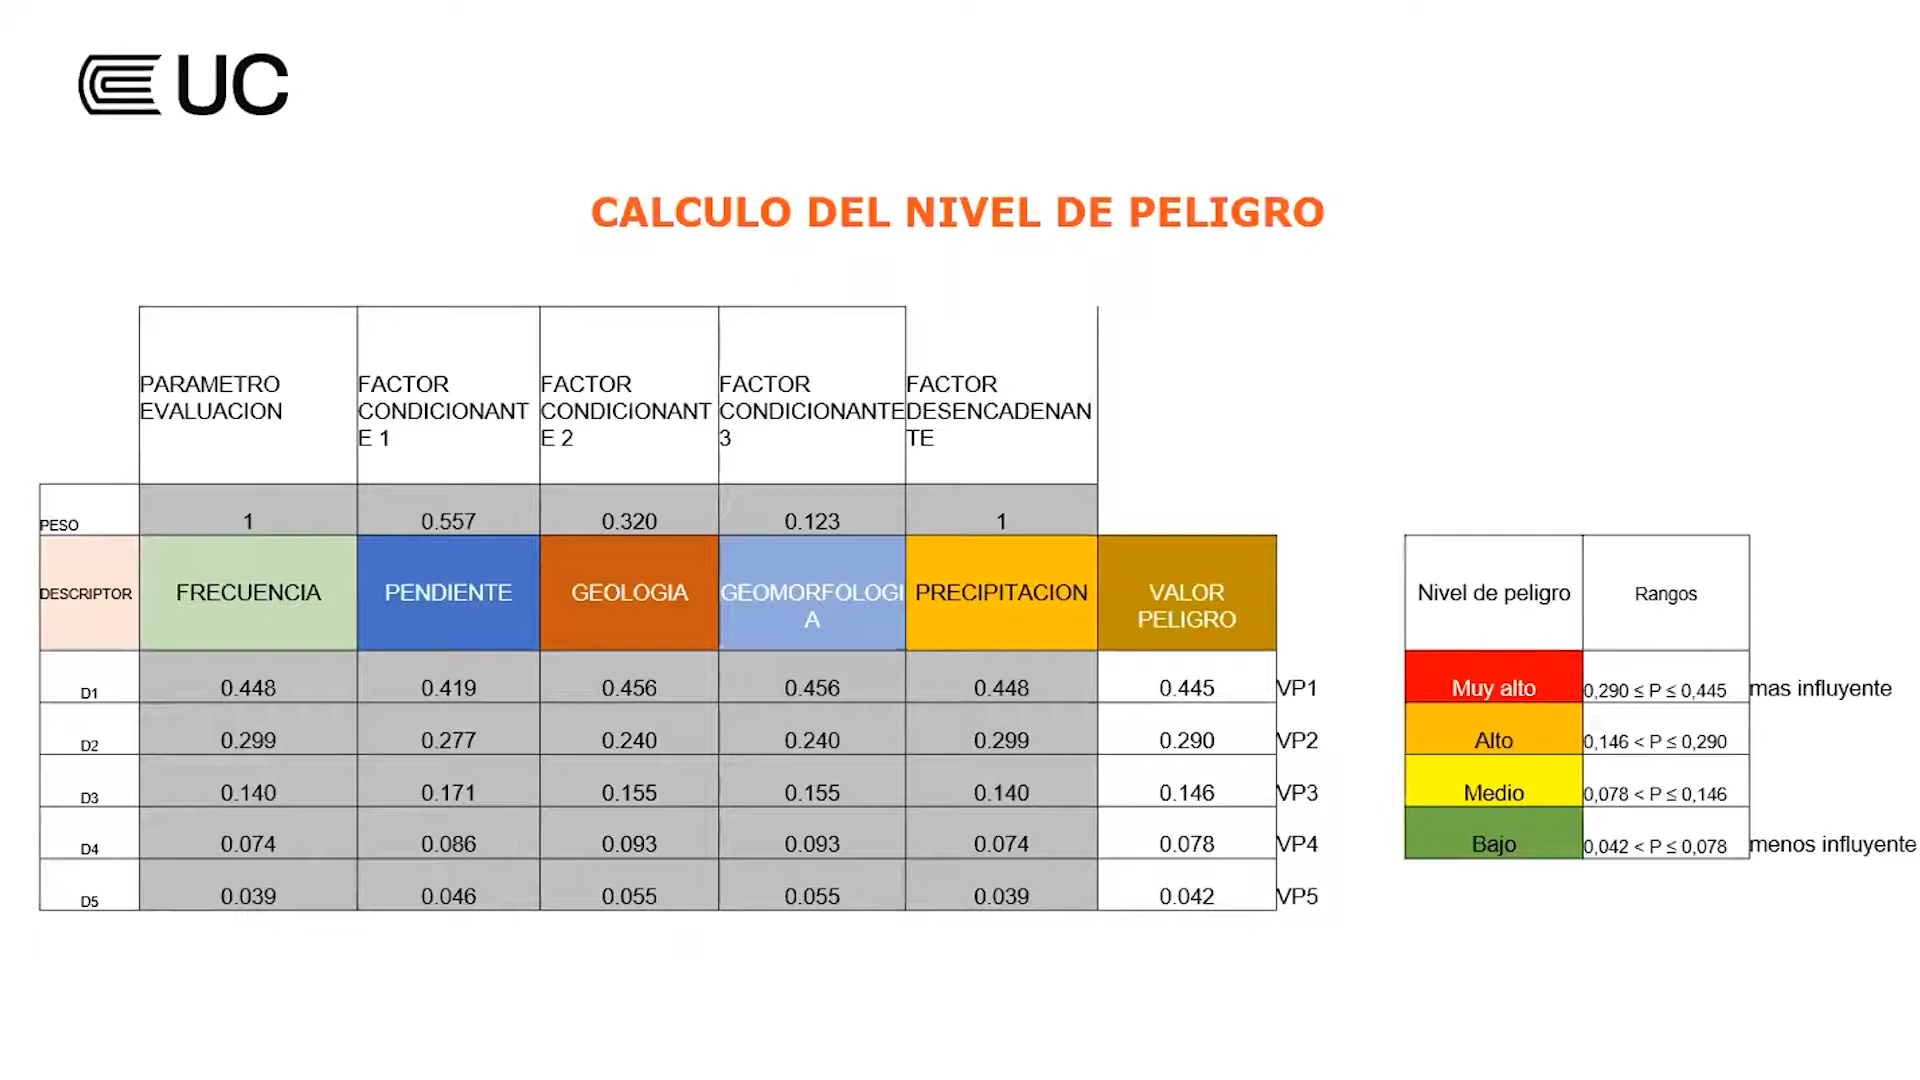 UC
CALCULO DEL NIVEL DE PELIGRO
PARAMETRO EVALUACION
FACTOR CONDICIONANT E 1
FACTOR CONDICIONANT E 2
FACTOR CONDICIONANTE 3
FACTOR DESENCADENAN TE
PESO 1 0.557 0.320 0.123 1
DESCRIPTOR FRECUENCIA PENDIENTE GEOLOGIA GEOMORFOLOGI A PRECIPITACION VALOR PELIGRO
D1 0.448 0.419 0.456 0.456 0.448 0.445 VP1
D2 0.299 0.277 0.240 0.240 0.299 0.290 VP2
D3 0.140 0.171 0.155 0.155 0.140 0.146 VP3
D4 0.074 0.086 0.093 0.093 0.074 0.078 VP4
D5 0.039 0.046 0.055 0.055 0.039 0.042 VP5
Nivel de peligro Rangos
Muy alto 0,290 ≤ P ≤ 0,445 mas influyente
Alto 0,146 < P ≤ 0,290
Medio 0,078 < P ≤ 0,146
Bajo 0,042 < P ≤ 0,078 menos influyente